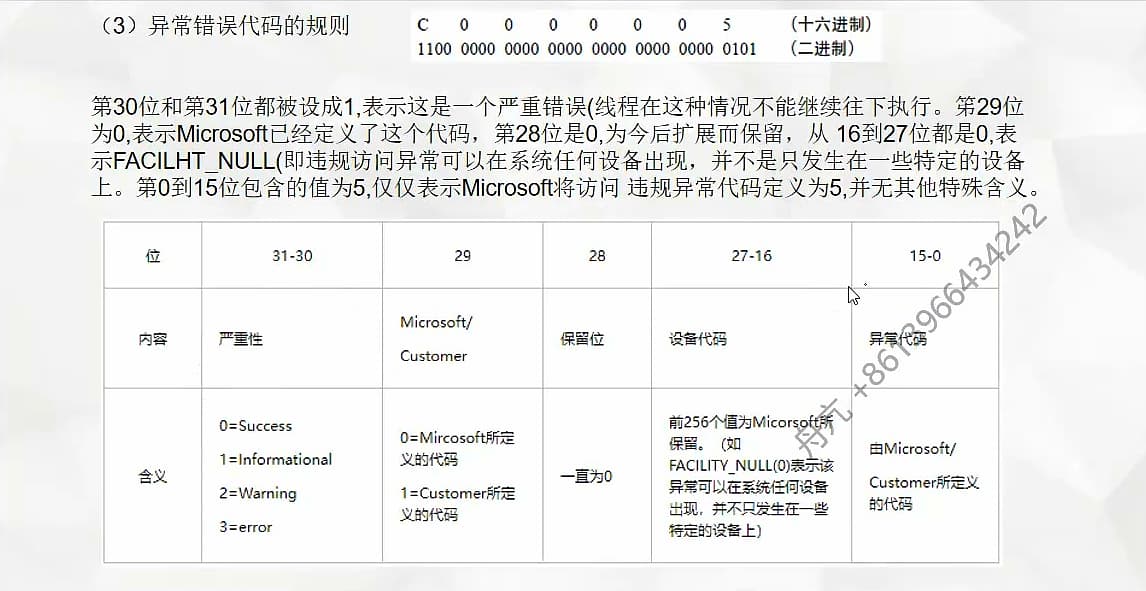 （3）异常错误代码的规则
C 0 0 0 0 0 0 5 （十六进制）
1100 0000 0000 0000 0000 0000 0000 0101 （二进制）
第30位和第31位都被设成1,表示这是一个严重错误(线程在这种情况不能继续往下执行。第29位
为0,表示Microsoft已经定义了这个代码，第28位是0,为今后扩展而保留，从 16到27位都是0,表
示FACILHT_NULL(即违规访问异常可以在系统任何设备出现，并不是只发生在一些特定的设备
上。第0到15位包含的值为5,仅仅表示Microsoft将访问 违规异常代码定义为5,并无其他特殊含义。
位 31-30 29 28 27-16 15-0
内容
严重性
Microsoft/
Customer
保留位
设备代码
异常代码
含义
0=Success
1=Informational
2=Warning
3=error
0=Mircosoft所定
义的代码
1=Customer所定
义的代码
一直为0
前256个值为Micorsoft所
保留。（如
FACILITY_NULL(0)表示该
异常可以在系统任何设备
出现，并不只发生在一些
特定的设备上）
由Microsoft/
Customer所定义
的代码
舟亢 +8613966434242